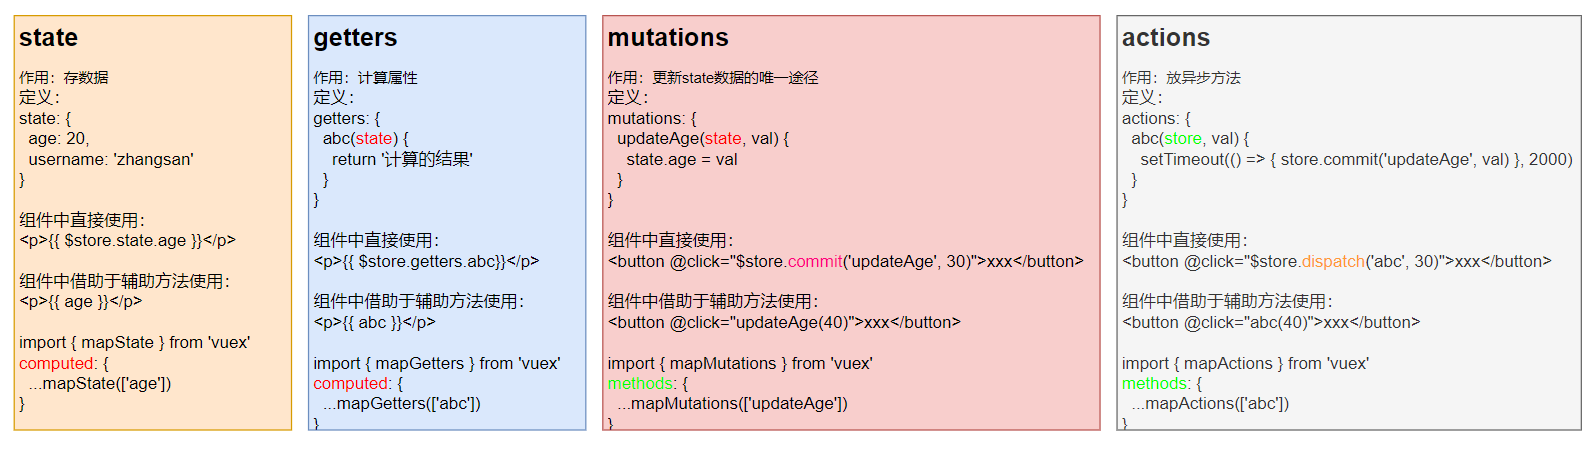 state
作用：存数据
定义：
state: {
age: 20,
username: 'zhangsan'
}
组件中直接使用：
<p>{{ $store.state.age }}</p>
组件中借助于辅助方法使用：
<p>{{ age }}</p>
import { mapState } from 'vuex'
computed: {
...mapState(['age'])
}
getters
作用：计算属性
定义：
getters: {
abc(state) {
return '计算的结果'
}
}
组件中直接使用：
<p>{{ $store.getters.abc}}</p>
组件中借助于辅助方法使用：
<p>{{ abc }}</p>
import { mapGetters } from 'vuex'
computed: {
...mapGetters(['abc'])
}
mutations
作用：更新state数据的唯一途径
定义：
mutations: {
updateAge(state, val) {
state.age = val
}
}
组件中直接使用：
<button @click="$store.commit('updateAge', 30)">xxx</button>
组件中借助于辅助方法使用：
<button @click="updateAge(40)">xxx</button>
import { mapMutations } from 'vuex'
methods: {
...mapMutations(['updateAge'])
}
actions
作用：放异步方法
定义：
actions: {
abc(store, val) {
setTimeout(() => { store.commit('updateAge', val) }, 2000)
}
}
组件中直接使用：
<button @click="$store.dispatch('abc', 30)">xxx</button>
组件中借助于辅助方法使用：
<button @click="abc(40)">xxx</button>
import { mapActions } from 'vuex'
methods: {
...mapActions(['abc'])
}